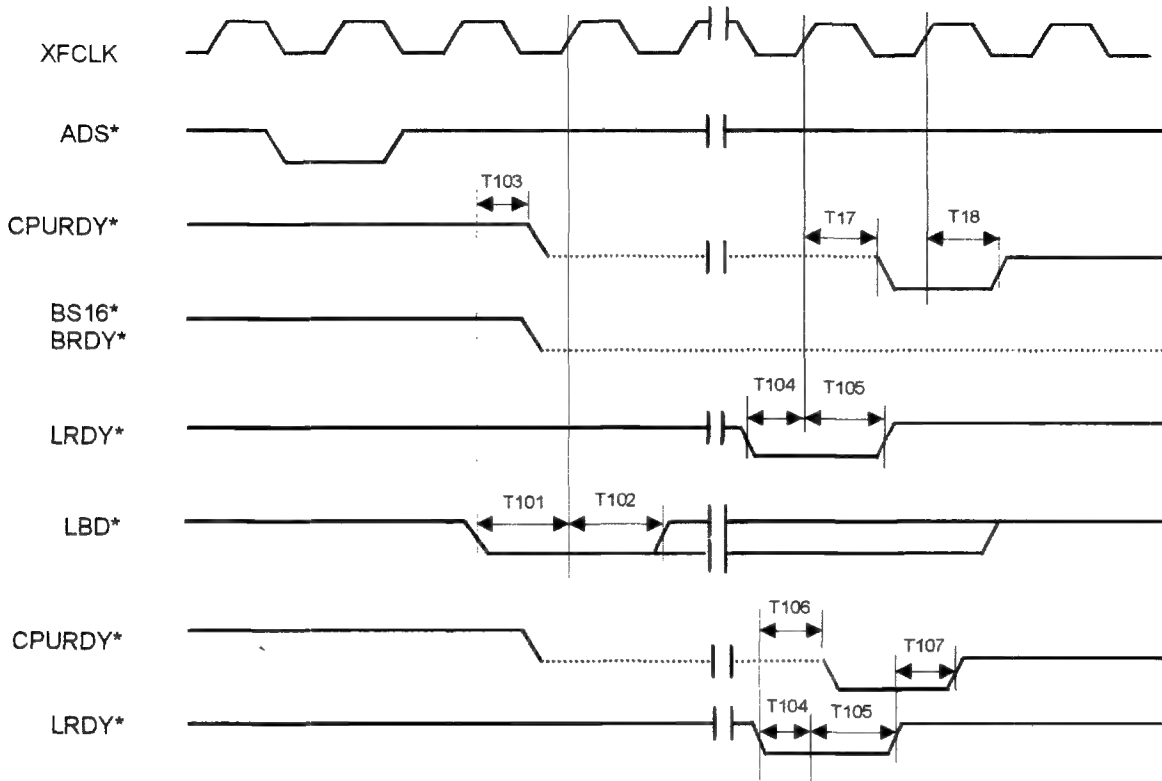 XFCLK
ADS*
T103
CPURDY*
T17
T18
BS16*
BRDY*
T104
T105
LRDY*
T101
T102
LBD*
T106
CPURDY*
T107
T104
T105
LRDY*